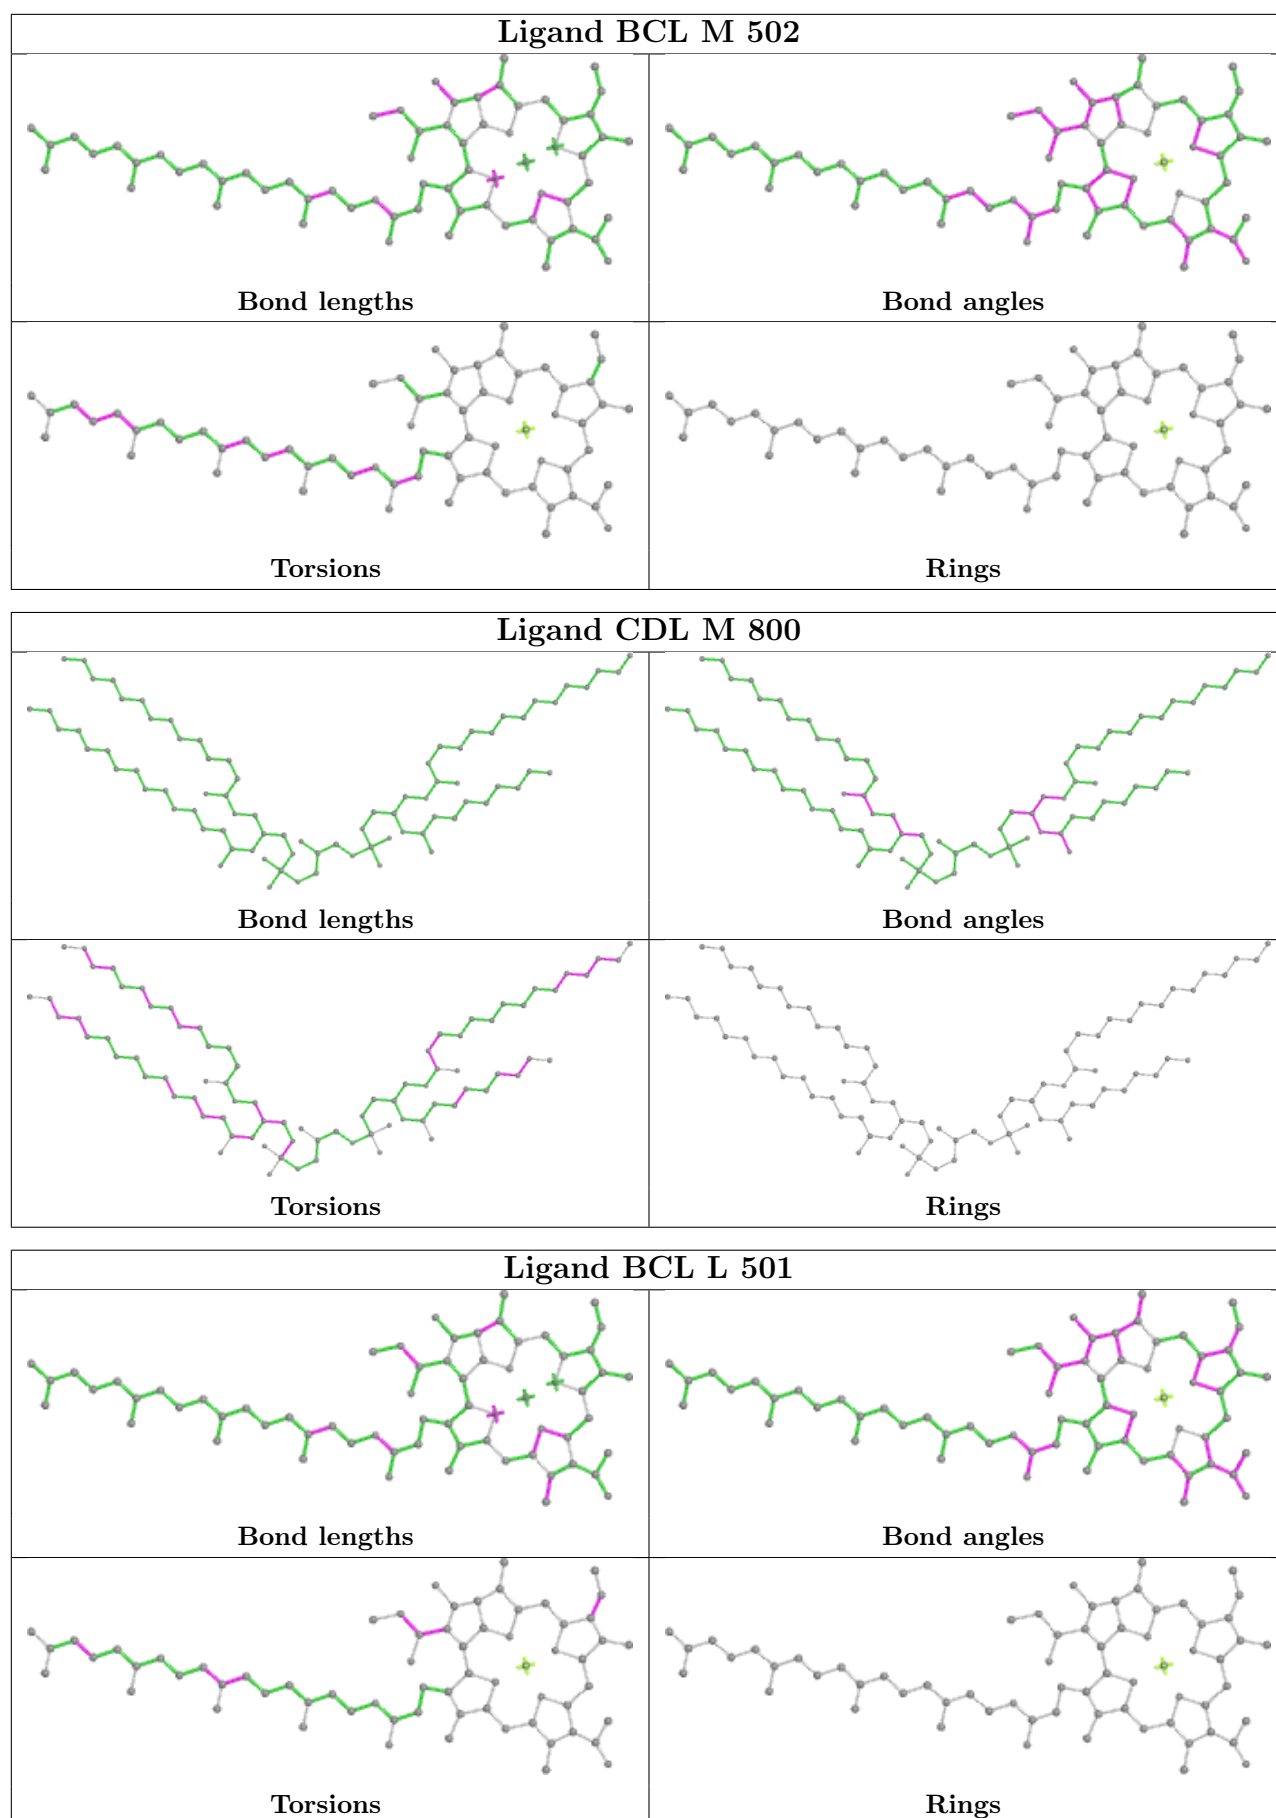 Ligand BCL M 502
Bond lengths
Bond angles
Torsions
Rings
Ligand CDL M 800
Bond lengths
Bond angles
Torsions
Rings
Ligand BCL L 501
Bond lengths
Bond angles
Torsions
Rings